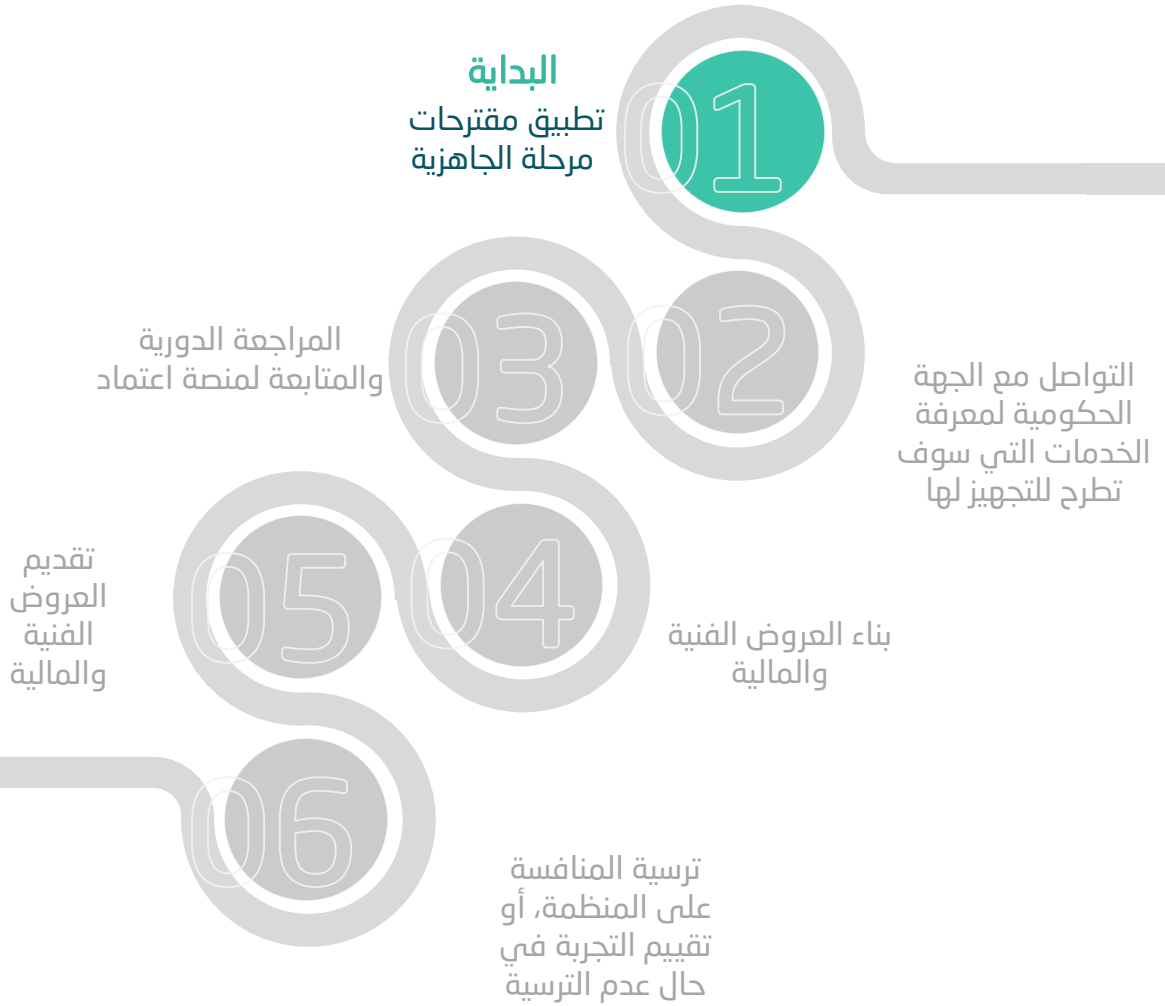 البداية
تطبيق مقترحات
مرحلة الجاهزية
01
02
التواصل مع الجهة
الحكومية لمعرفة
الخدمات التي سوف
تطرح للتجهيز لها
03
المراجعة الدورية
والمتابعة لمنصة اعتماد
04
بناء العروض الفنية
والمالية
05
تقديم
العروض
الفنية
والمالية
06
ترسية المنافسة
على المنظمة، أو
تقييم التجربة في
حال عدم الترسية